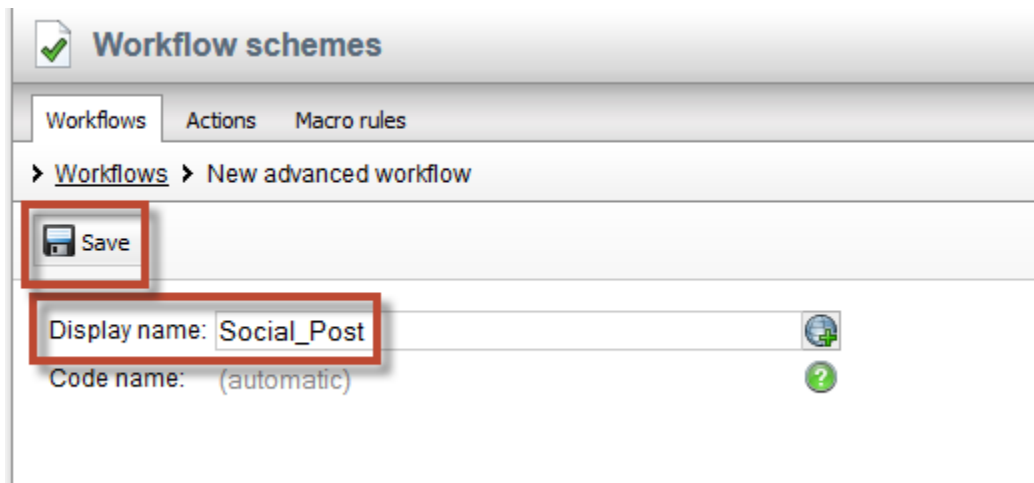 Workflow schemes
Workflows Actions Macro rules
Workflows New advanced workflow
Save
Display name: Social_Post
Code name: (automatic)